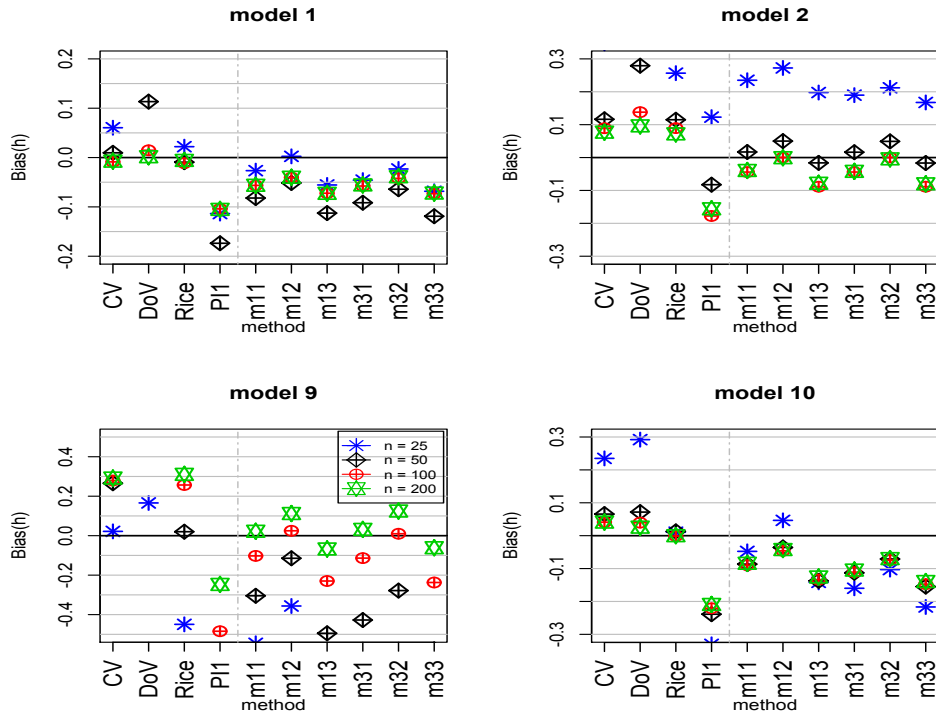 model 1
Bias(h)
0.2
0.1
0.0
-0.1
-0.2
CV
DoV
Rice
PI1
m11
m12
m13
m31
m32
m33
method
model 2
Bias(h)
0.3
0.1
-0.1
-0.3
CV
DoV
Rice
PI1
m11
m12
m13
m31
m32
m33
method
model 9
Bias(h)
0.4
0.2
0.0
-0.2
-0.4
n = 25
n = 50
n = 100
n = 200
CV
DoV
Rice
PI1
m11
m12
m13
m31
m32
m33
method
model 10
Bias(h)
0.3
0.1
-0.1
-0.3
CV
DoV
Rice
PI1
m11
m12
m13
m31
m32
m33
method